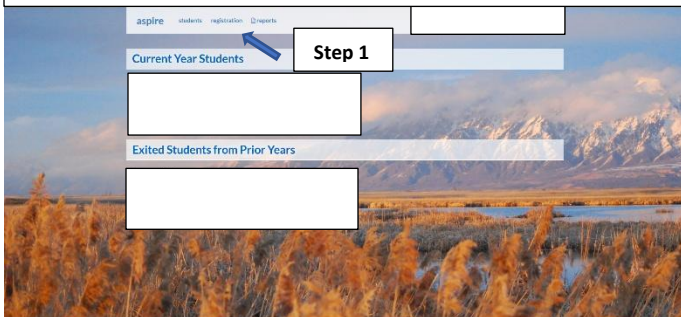 aspire students registration reports
Step 1
Current Year Students
Exited Students from Prior Years